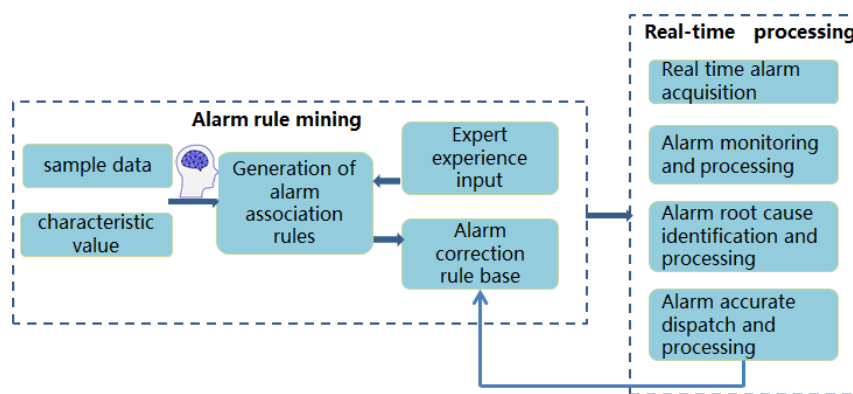 Alarm rule mining
sample data
characteristic
value
Generation of
alarm
association
rules
Expert
experience
input
Alarm
correction
rule base
Real-time processing
Real time alarm
acquisition
Alarm monitoring
and processing
Alarm root cause
identification and
processing
Alarm accurate
dispatch and
processing